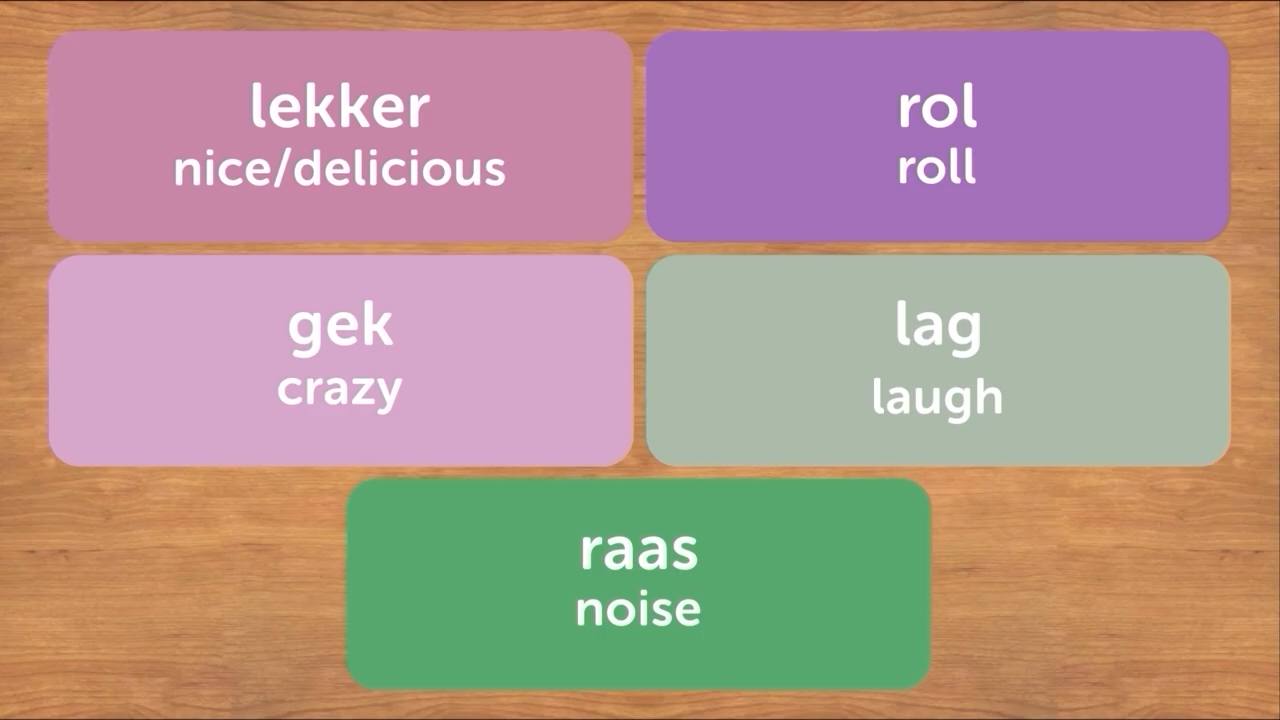 lekker
nice/delicious
rol
roll
gek
crazy
lag
laugh
raas
noise